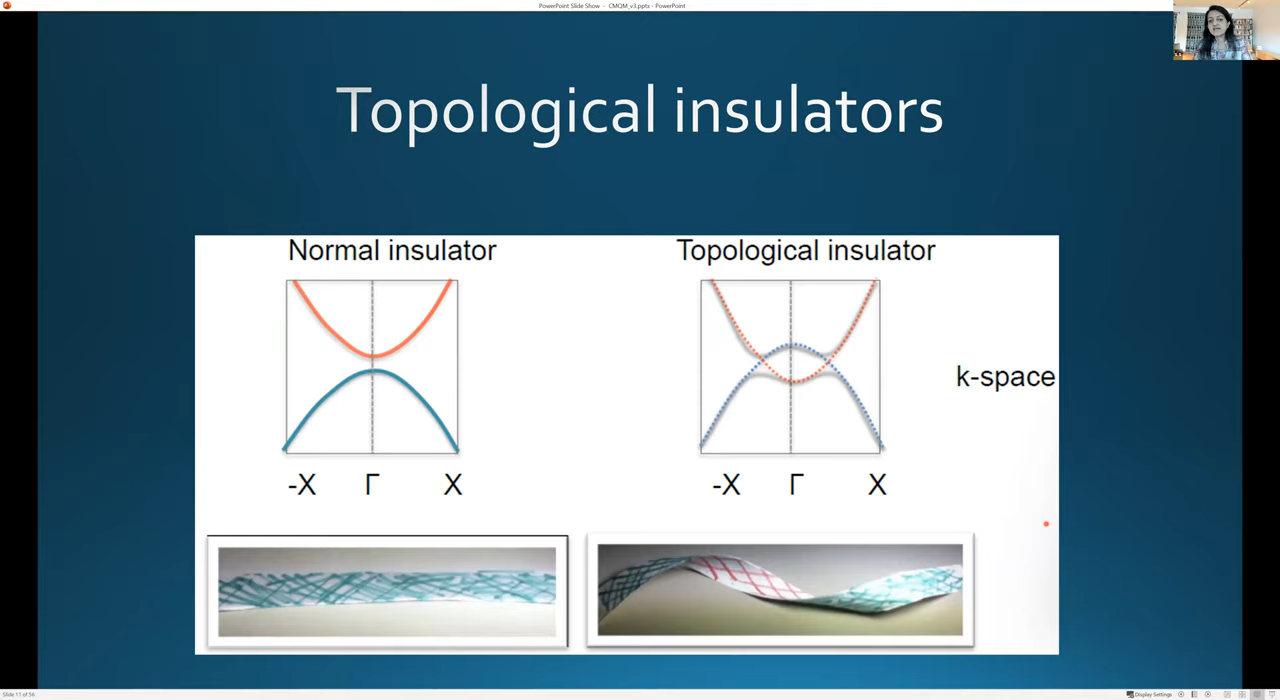 PowerPoint Slide Show - CMQM_v3.pptx - PowerPoint
Topological insulators
Normal insulator
Topological insulator
k-space
-X Γ X
-X Γ X
Slide 11 of 56
Display Settings